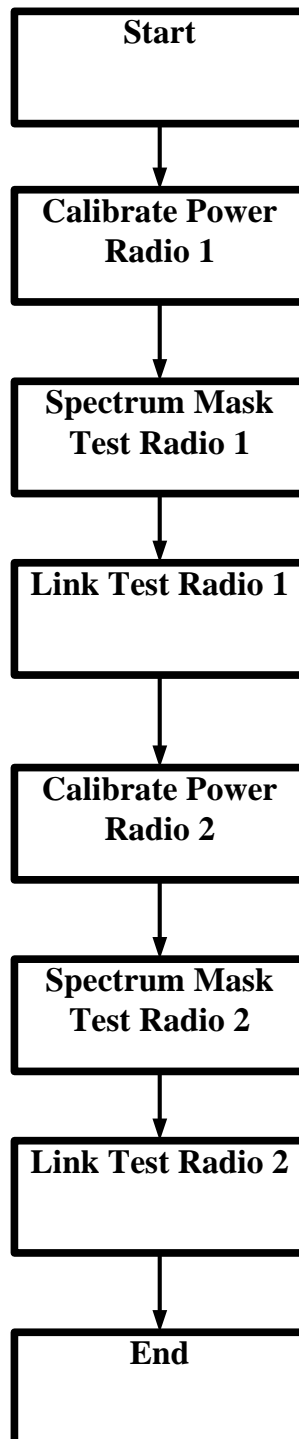 Start
Calibrate Power
Radio 1
Spectrum Mask
Test Radio 1
Link Test Radio 1
Calibrate Power
Radio 2
Spectrum Mask
Test Radio 2
Link Test Radio 2
End